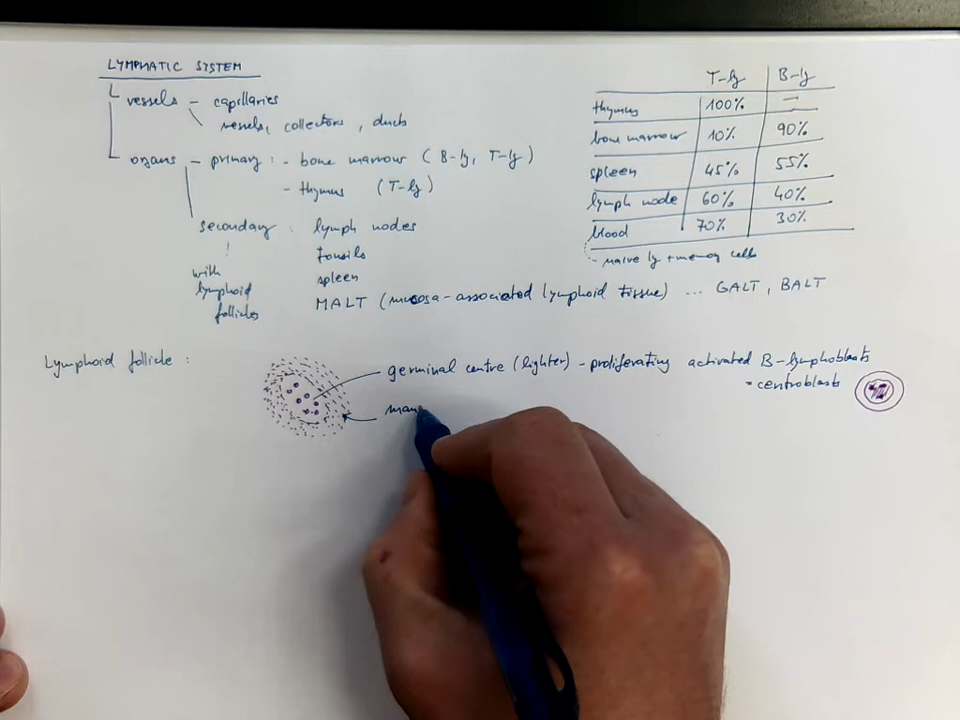 LYMPHATIC SYSTEM
vessels - capillaries
vessels, collectors, ducts
organs - primary : - bone marrow (B-ly, T-ly)
- thymus (T-ly)
secondary : lymph nodes
tonsils
with
spleen
lymphoid
MALT (mucosa-associated lymphoid tissue) ... GALT, BALT
follicles
T-ly B-ly
thymus 100% -
bone marrow 10% 90%
spleen 45% 55%
lymph node 60% 40%
blood 70% 30%
naive ly + memory cells
Lymphoid follicle :
germinal centre (lighter) - proliferating activated B-lymphoblasts
- centroblasts
man